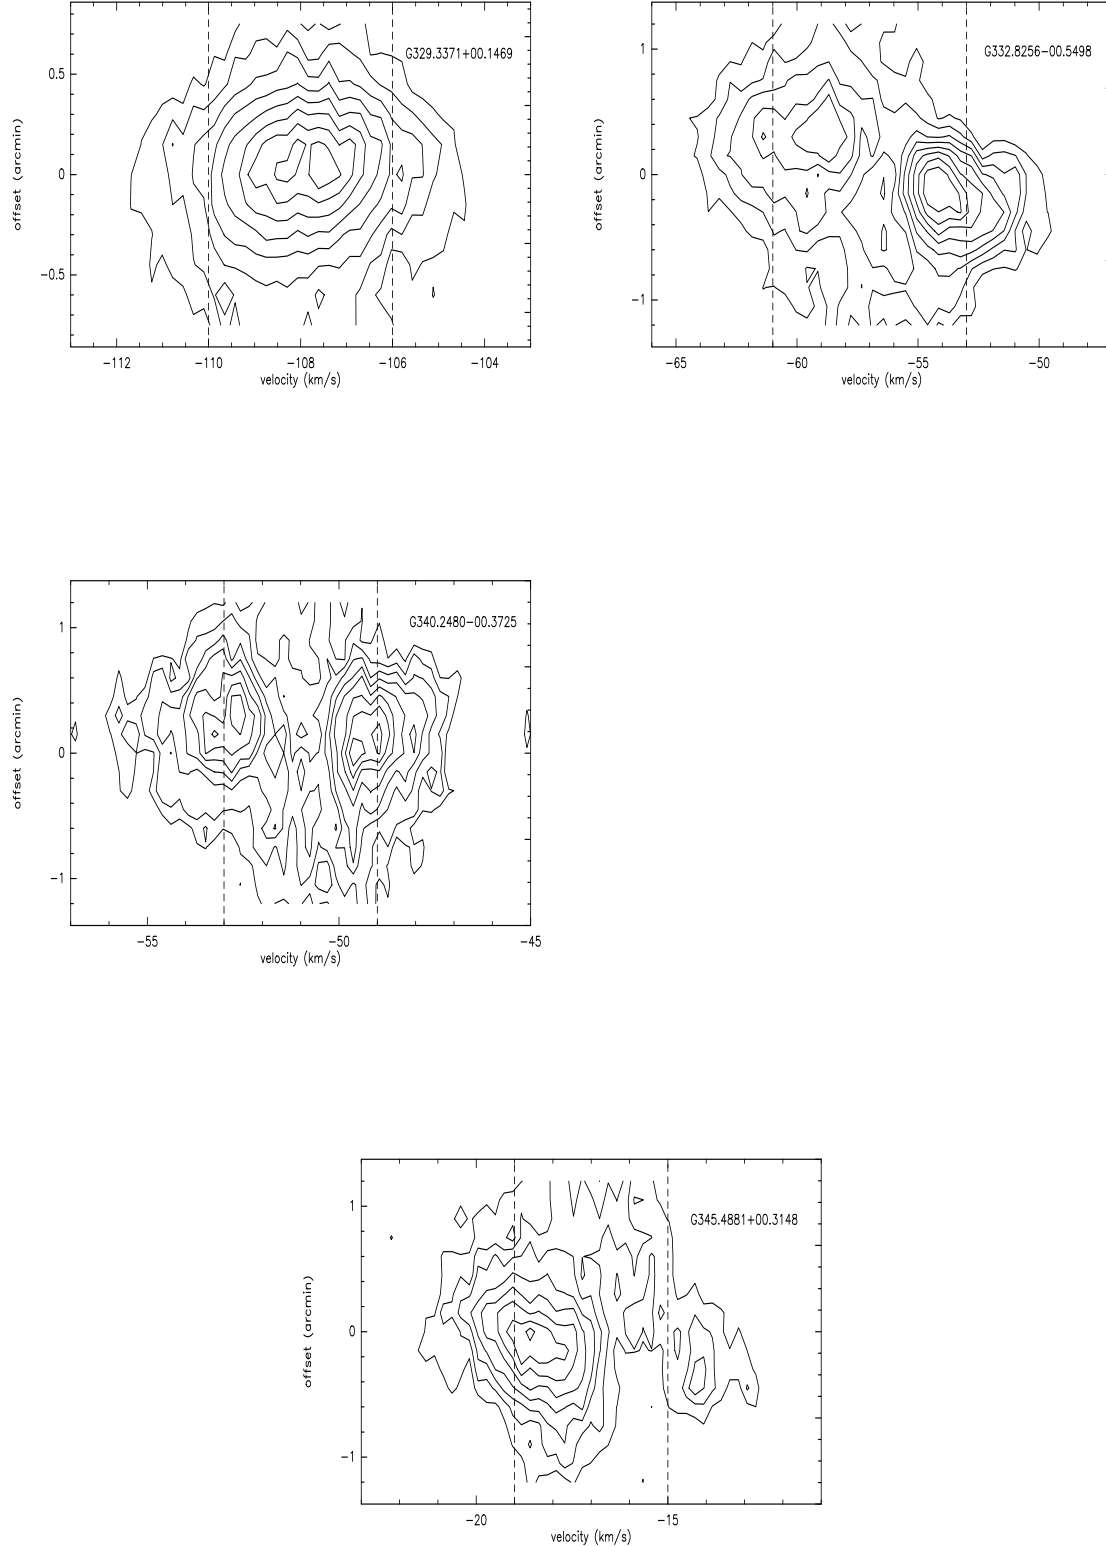 G329.3371+00.1469
0.5
0
−0.5
offset (arcmin)
−112 −110 −108 −106 −104
velocity (km/s)
G332.8256−00.5498
1
0
−1
offset (arcmin)
−65 −60 −55 −50
velocity (km/s)
G340.2480−00.3725
1
0
−1
offset (arcmin)
−55 −50 −45
velocity (km/s)
G345.4881+00.3148
1
0
−1
offset (arcmin)
−20 −15
velocity (km/s)